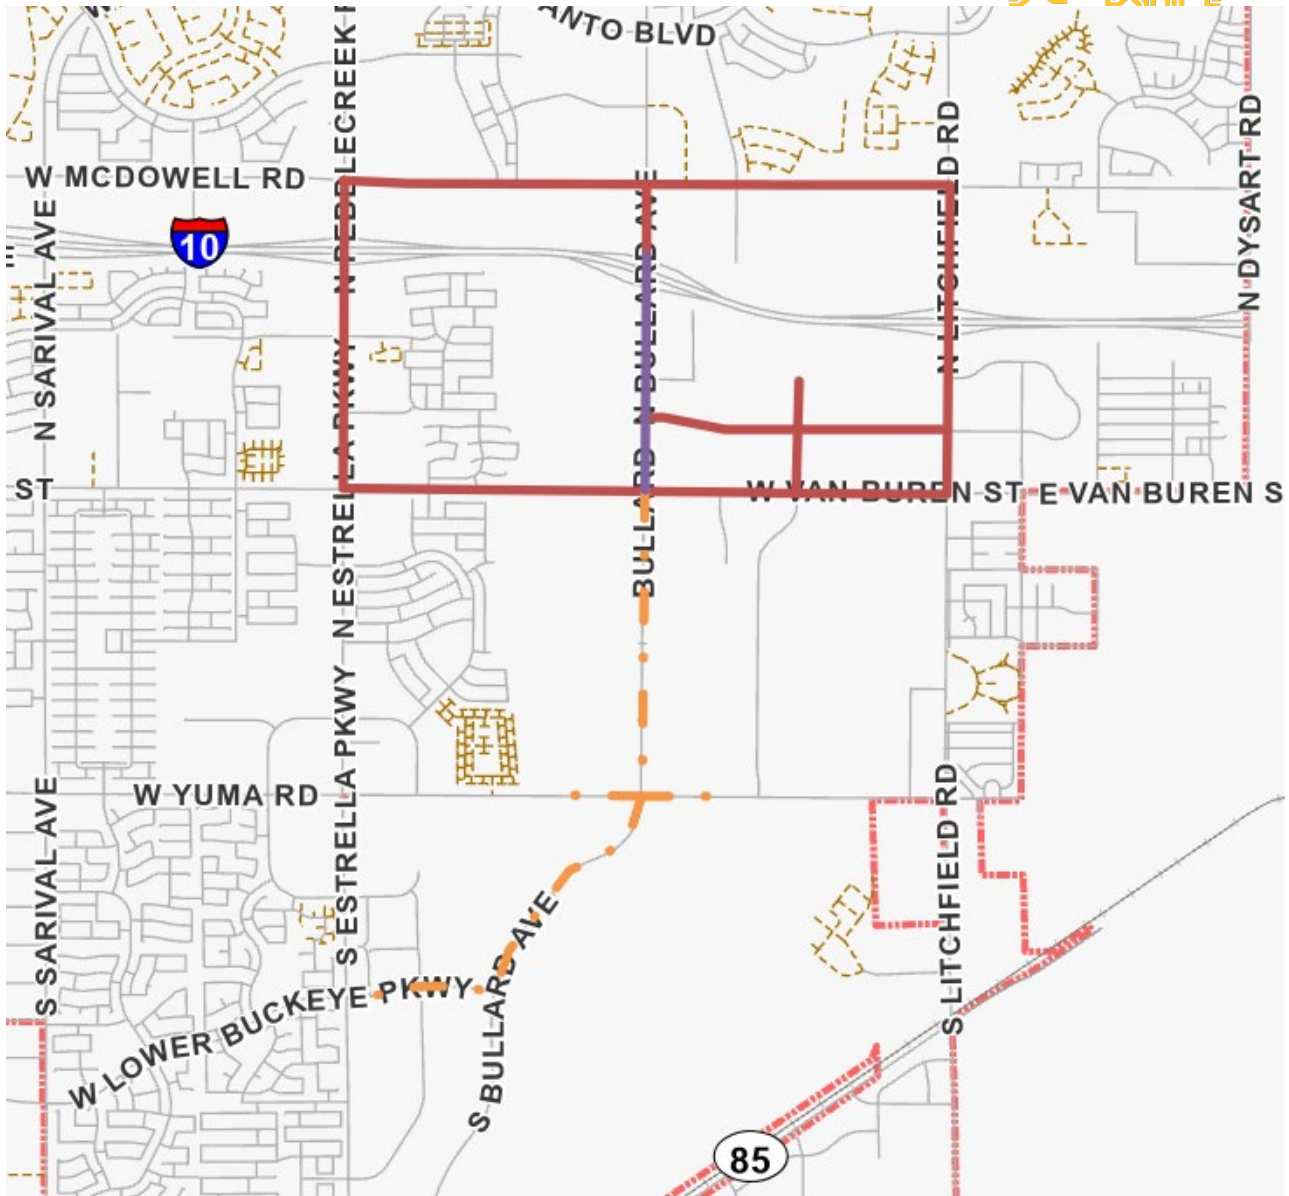 ANTO BLVD
N PEBBLECREEK P
N LITCHFIELD RD
N DYSART RD
W MCDOWELL RD
N SARIVAL AVE
10
N BULLARD AVE
N ESTRELLA PKWY
BULLARD
ST
W VAN BUREN ST
E VAN BUREN S
W YUMA RD
S SARIVAL AVE
S ESTRELLA PKWY
S LITCHFIELD RD
S BULLARD AVE
W LOWER BUCKEYE PKWY
85